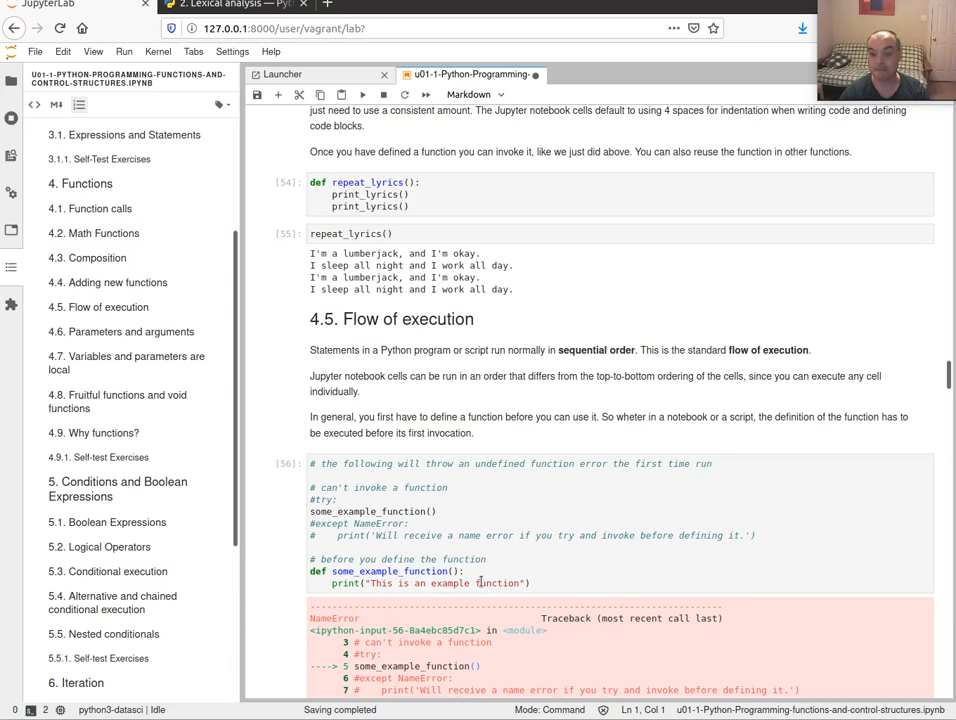 JupyterLab
2. Lexical analysis — Pyt
127.0.0.1:8000/user/vagrant/lab?
File Edit View Run Kernel Tabs Settings Help
U01-1-PYTHON-PROGRAMMING-FUNCTIONS-AND-
CONTROL-STRUCTURES.IPYNB
3.1. Expressions and Statements
3.1.1. Self-Test Exercises
4. Functions
4.1. Function calls
4.2. Math Functions
4.3. Composition
4.4. Adding new functions
4.5. Flow of execution
4.6. Parameters and arguments
4.7. Variables and parameters are
local
4.8. Fruitful functions and void
functions
4.9. Why functions?
4.9.1. Self-test Exercises
5. Conditions and Boolean
Expressions
5.1. Boolean Expressions
5.2. Logical Operators
5.3. Conditional execution
5.4. Alternative and chained
conditional execution
5.5. Nested conditionals
5.5.1. Self-test Exercises
6. Iteration
Launcher
u01-1-Python-Programming-
Markdown
just need to use a consistent amount. The Jupyter notebook cells default to using 4 spaces for indentation when writing code and defining
code blocks.
Once you have defined a function you can invoke it, like we just did above. You can also reuse the function in other functions.
[54]: def repeat_lyrics():
print_lyrics()
print_lyrics()
[55]: repeat_lyrics()
I'm a lumberjack, and I'm okay.
I sleep all night and I work all day.
I'm a lumberjack, and I'm okay.
I sleep all night and I work all day.
4.5. Flow of execution
Statements in a Python program or script run normally in sequential order. This is the standard flow of execution.
Jupyter notebook cells can be run in an order that differs from the top-to-bottom ordering of the cells, since you can execute any cell
individually.
In general, you first have to define a function before you can use it. So wheter in a notebook or a script, the definition of the function has to
be executed before its first invocation.
[56]: # the following will throw an undefined function error the first time run
# can't invoke a function
#try:
some_example_function()
#except NameError:
#    print('Will receive a name error if you try and invoke before defining it.')
# before you define the function
def some_example_function():
print("This is an example function")
---------------------------------------------------------------------------
NameError Traceback (most recent call last)
<ipython-input-56-8a4ebc85d7c1> in <module>
3 # can't invoke a function
4 #try:
----> 5 some_example_function()
6 #except NameError:
7 #    print('Will receive a name error if you try and invoke before defining it.')
0 python3-datasci | Idle Saving completed Mode: Command Ln 1, Col 1 u01-1-Python-Programming-functions-and-control-structures.ipynb